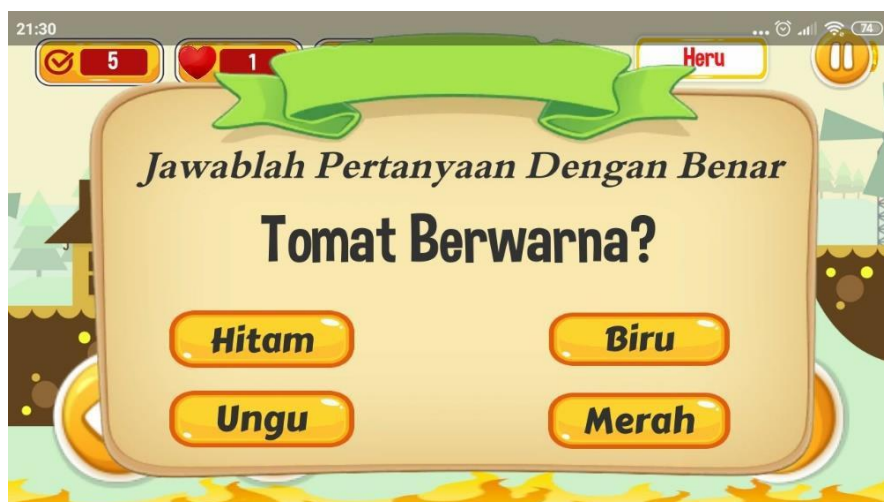 21:30
... 74
5
1
Heru
Jawablah Pertanyaan Dengan Benar
Tomat Berwarna?
Hitam
Biru
Ungu
Merah